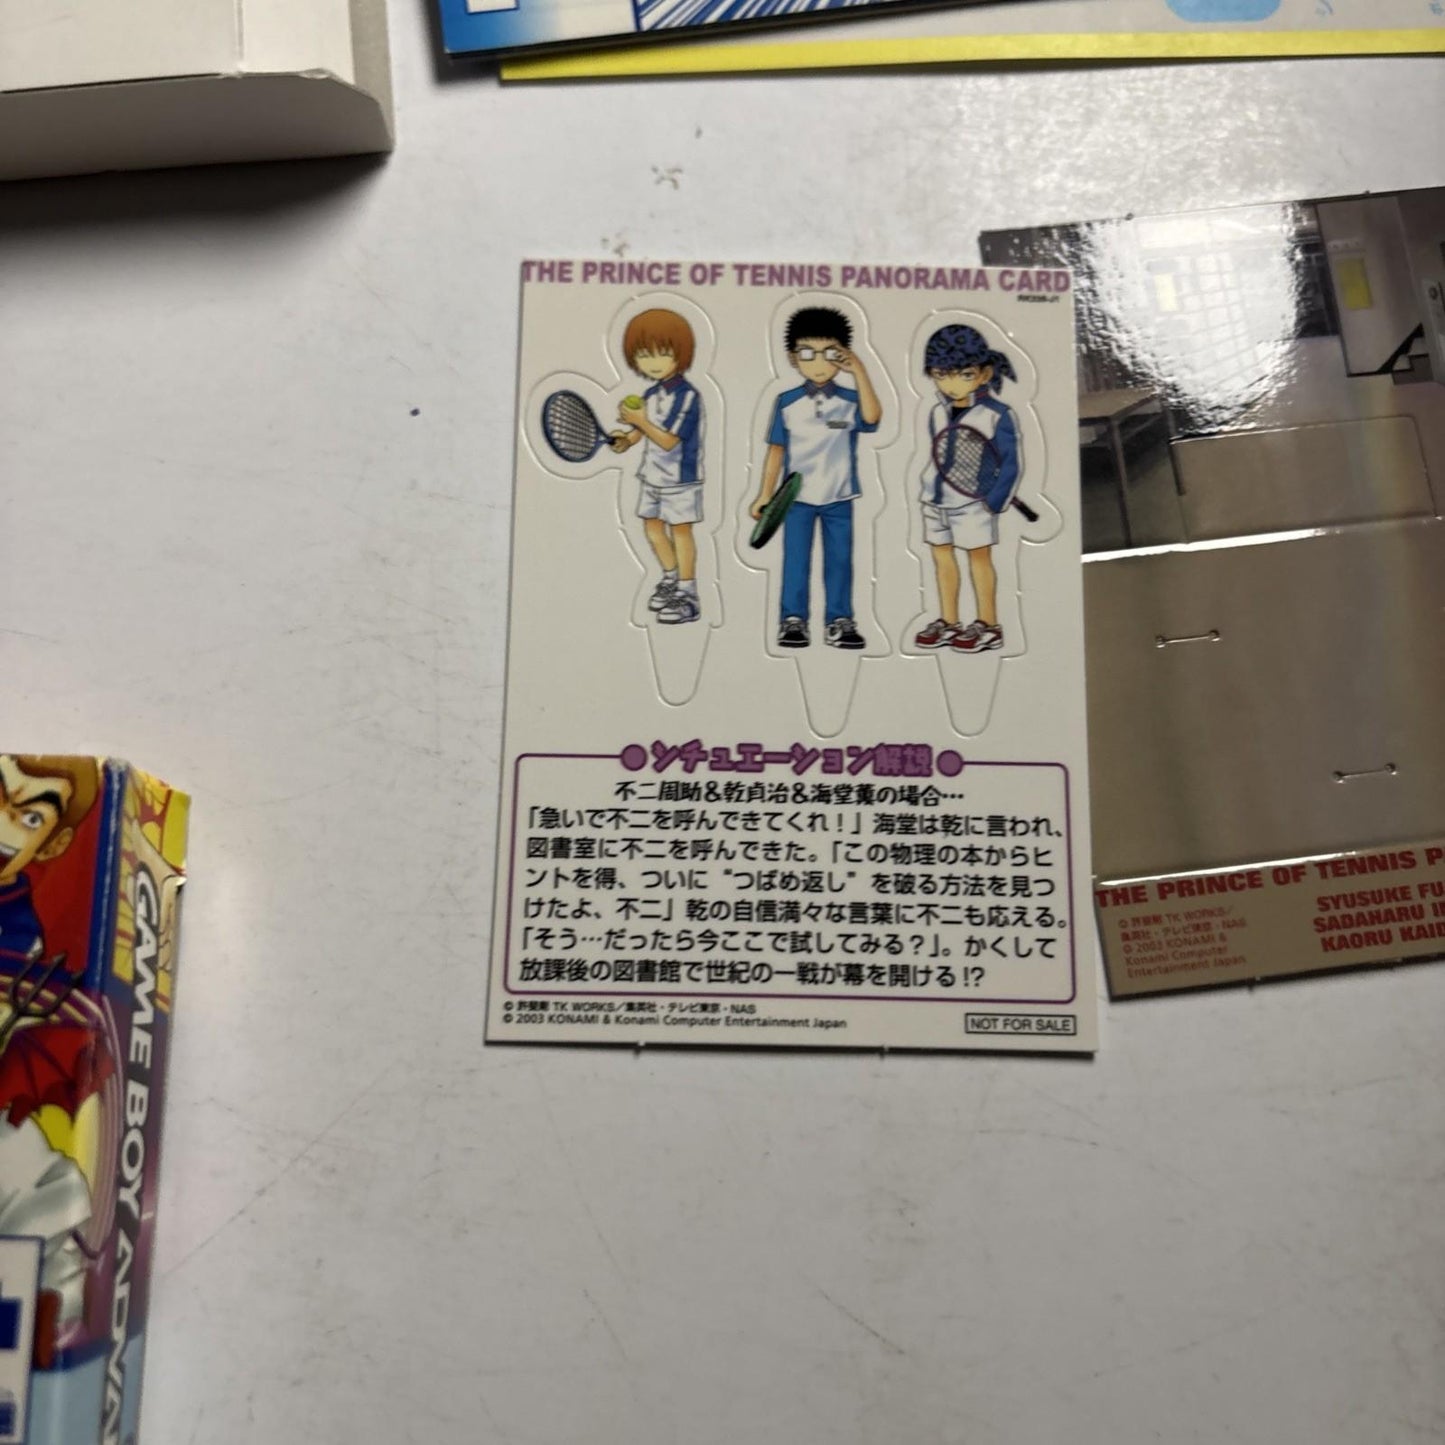 THE PRINCE OF TENNIS PANORAMA CARD
シチュエーション解説
不二周助&乾貞治&海堂薫の場合…
「急いで不二を呼んできてくれ!」海堂は乾に言われ、
図書室に不二を呼んできた。「この物理の本からヒ
ントを得、ついに〝つばめ返し〟を破る方法を見つ
けたよ、不二」乾の自信満々な言葉に不二も応える。
「そう…だったら今ここで試してみる?」。かくして
放課後の図書館で世紀の一戦が幕を開ける!?
© 許斐剛 TK WORKS/集英社・テレビ東京・NAS
© 2003 KONAMI & Konami Computer Entertainment Japan
NOT FOR SALE
THE PRINCE OF TENNIS P
SYUSUKE FU
SADAHARU I
KAORU KAID
© 許斐剛 TK WORKS/
集英社・テレビ東京・NAS
© 2003 KONAMI &
Konami Computer
Entertainment Japan
GAME BOY ADVAN